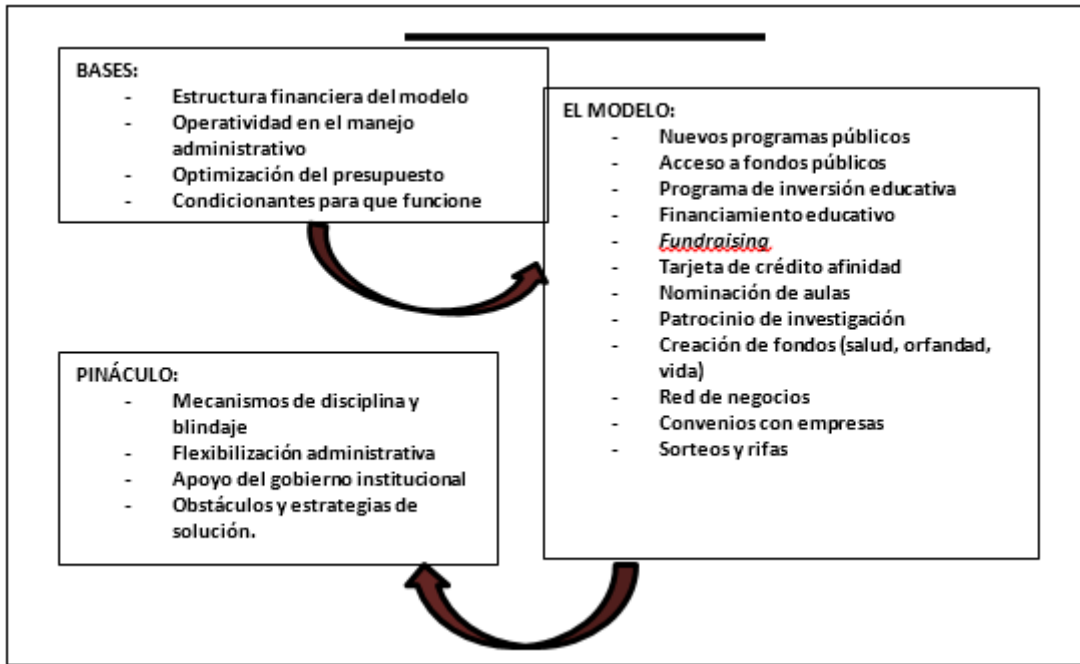 BASES:
- Estructura financiera del modelo
- Operatividad en el manejo
administrativo
- Optimización del presupuesto
- Condicionantes para que funcione
EL MODELO:
- Nuevos programas públicos
- Acceso a fondos públicos
- Programa de inversión educativa
- Financiamiento educativo
- Fundraising
- Tarjeta de crédito afinidad
- Nominación de aulas
- Patrocinio de investigación
- Creación de fondos (salud, orfandad,
vida)
- Red de negocios
- Convenios con empresas
- Sorteos y rifas
PINÁCULO:
- Mecanismos de disciplina y
blindaje
- Flexibilización administrativa
- Apoyo del gobierno institucional
- Obstáculos y estrategias de
solución.